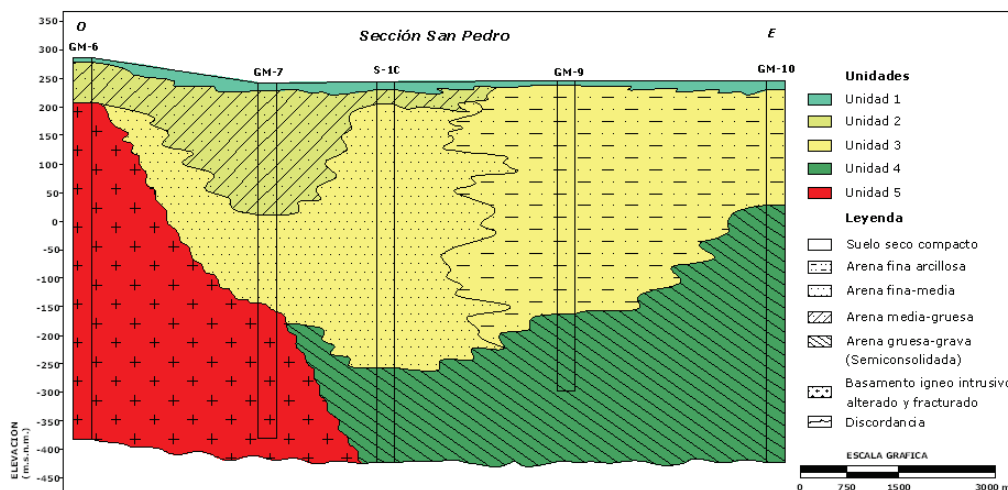 Sección San Pedro
O
E
GM-6
GM-7
S-1C
GM-9
GM-10
350
300
250
200
150
100
50
0
-50
-100
-150
-200
-250
-300
-350
-400
-450
ELEVACION
(m.s.n.m.)
Unidades
Unidad 1
Unidad 2
Unidad 3
Unidad 4
Unidad 5
Leyenda
Suelo seco compacto
Arena fina arcillosa
Arena fina-media
Arena media-gruesa
Arena gruesa-grava
(Semiconsolidada)
Basamento igneo intrusivo
alterado y fracturado
Discordancia
ESCALA GRAFICA
0 750 1500 3000 m